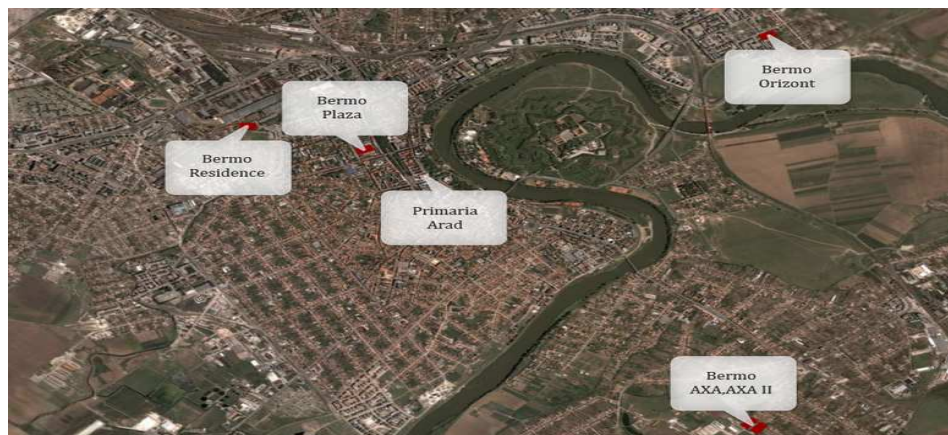 Bermo
Orizont
Bermo
Plaza
Bermo
Residence
Primaria
Arad
Bermo
AXA,AXA II